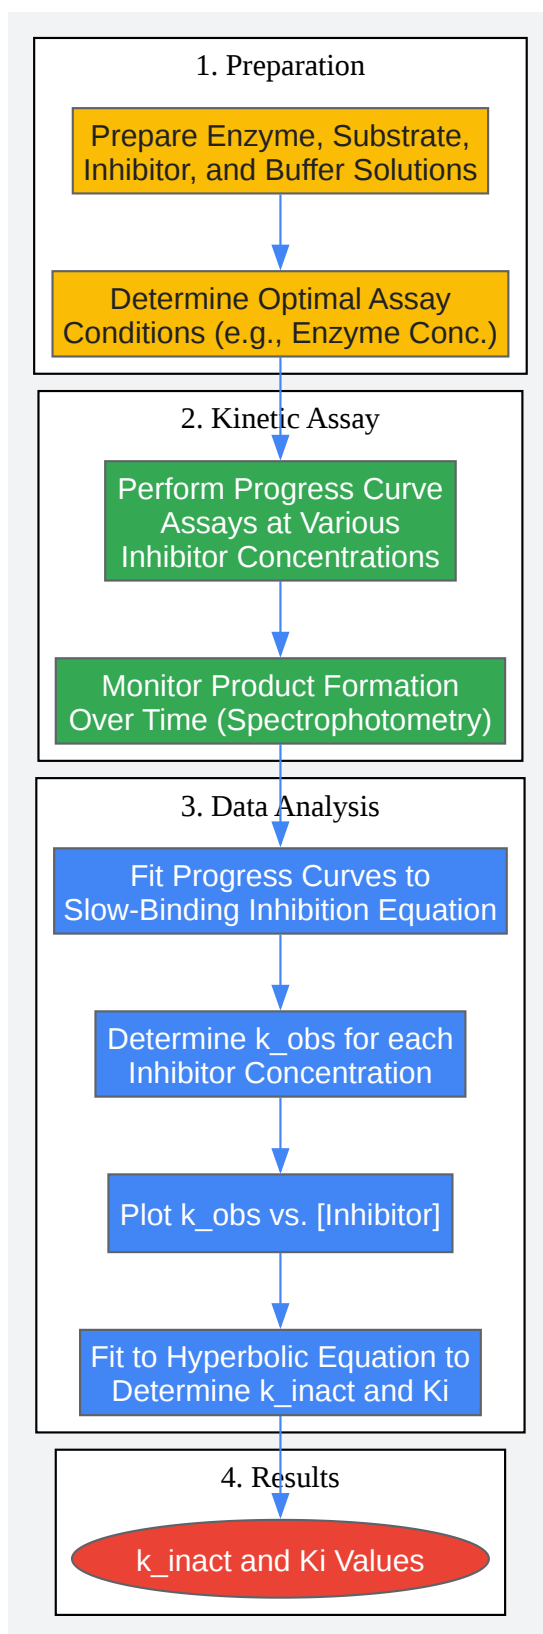 1. Preparation
Prepare Enzyme, Substrate,
Inhibitor, and Buffer Solutions
Determine Optimal Assay
Conditions (e.g., Enzyme Conc.)
2. Kinetic Assay
Perform Progress Curve
Assays at Various
Inhibitor Concentrations
Monitor Product Formation
Over Time (Spectrophotometry)
3. Data Analysis
Fit Progress Curves to
Slow-Binding Inhibition Equation
Determine k_obs for each
Inhibitor Concentration
Plot k_obs vs. [Inhibitor]
Fit to Hyperbolic Equation to
Determine k_inact and Ki
4. Results
k_inact and Ki Values